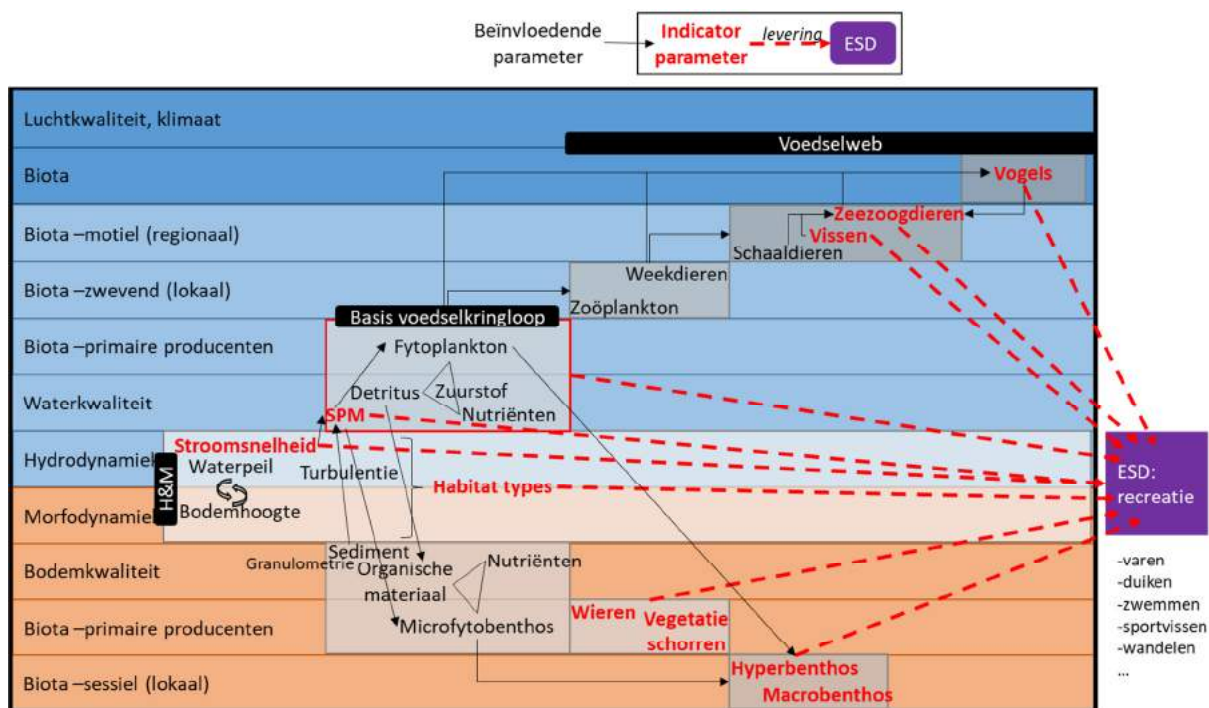 Beïnvloedende
parameter
Indicator
parameter
levering
ESD
Luchtkwaliteit, klimaat
Voedselweb
Biota
Vogels
Biota –motiel (regionaal)
Zeezoogdieren
Vissen
Schaaldieren
Biota –zwevend (lokaal)
Weekdieren
Zoöplankton
Basis voedselkringloop
Biota –primaire producenten
Fytoplankton
Waterkwaliteit
Detritus
Zuurstof
Nutriënten
SPM
Hydrodynamiek
H&M
Stroomsnelheid
Waterpeil
Turbulentie
Habitat types
Morfodynamiek
Bodemhoogte
ESD:
recreatie
-varen
-duiken
-zwemmen
-sportvissen
-wandelen
...
Bodemkwaliteit
Granulometrie
Sediment
Organische
materiaal
Nutriënten
Biota –primaire producenten
Microfytobenthos
Wieren
Vegetatie
schorren
Biota –sessiel (lokaal)
Hyperbenthos
Macrobenthos